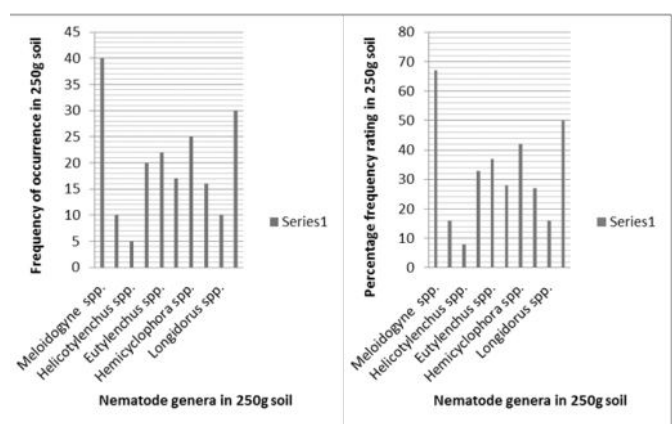 Frequency of occurrence in 250g soil
45
40
35
30
25
20
15
10
5
0
Meloidogyne spp.
Helicotylenchus spp.
Eutylenchus spp.
Hemicyclophora spp.
Longidorus spp.
Series1
Nematode genera in 250g soil
Percentage frequency rating in 250g soil
80
70
60
50
40
30
20
10
0
Meloidogyne spp.
Helicotylenchus spp.
Eutylenchus spp.
Hemicyclophora spp.
Longidorus spp.
Series1
Nematode genera in 250g soil